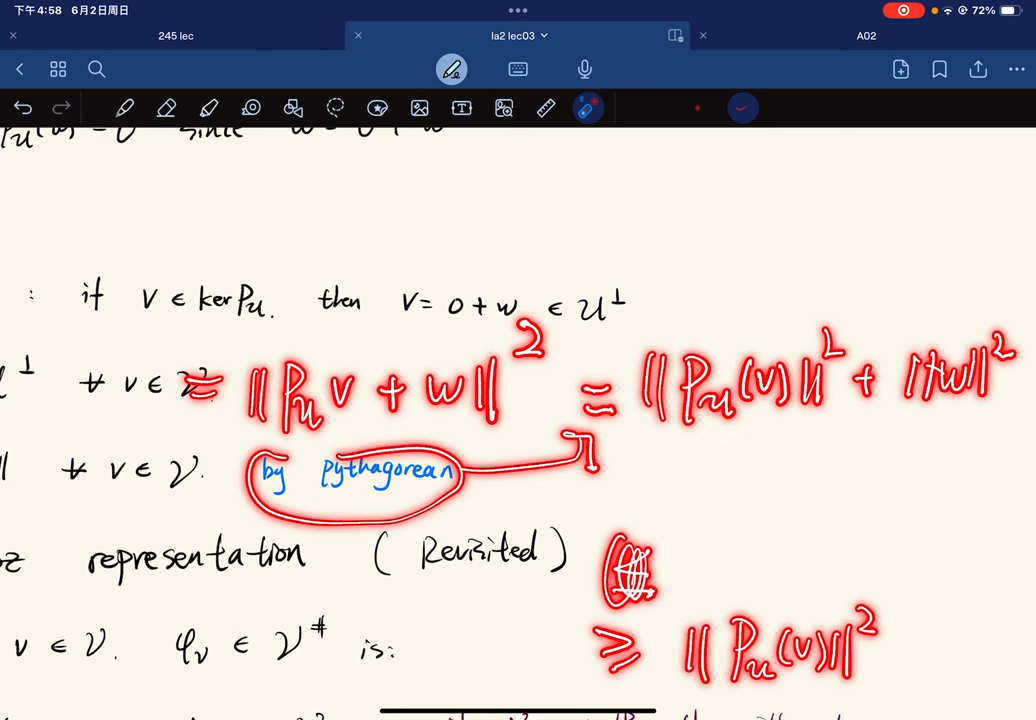 下午4:58 6月2日周日
72%
245 lec
la2 lec03
A02
since
: if v ∈ ker P_u. then v = 0 + w ∈ U^⊥
⊥ ∀ v ∈ V
= ||P_u v + w||^2 = ||P_u(v)||^2 + ||w||^2
|| ∀ v ∈ V. by pythagorean
representation (Revisited)
≥ ||P_u(v)||^2
v ∈ V. φ_v ∈ V^# is: